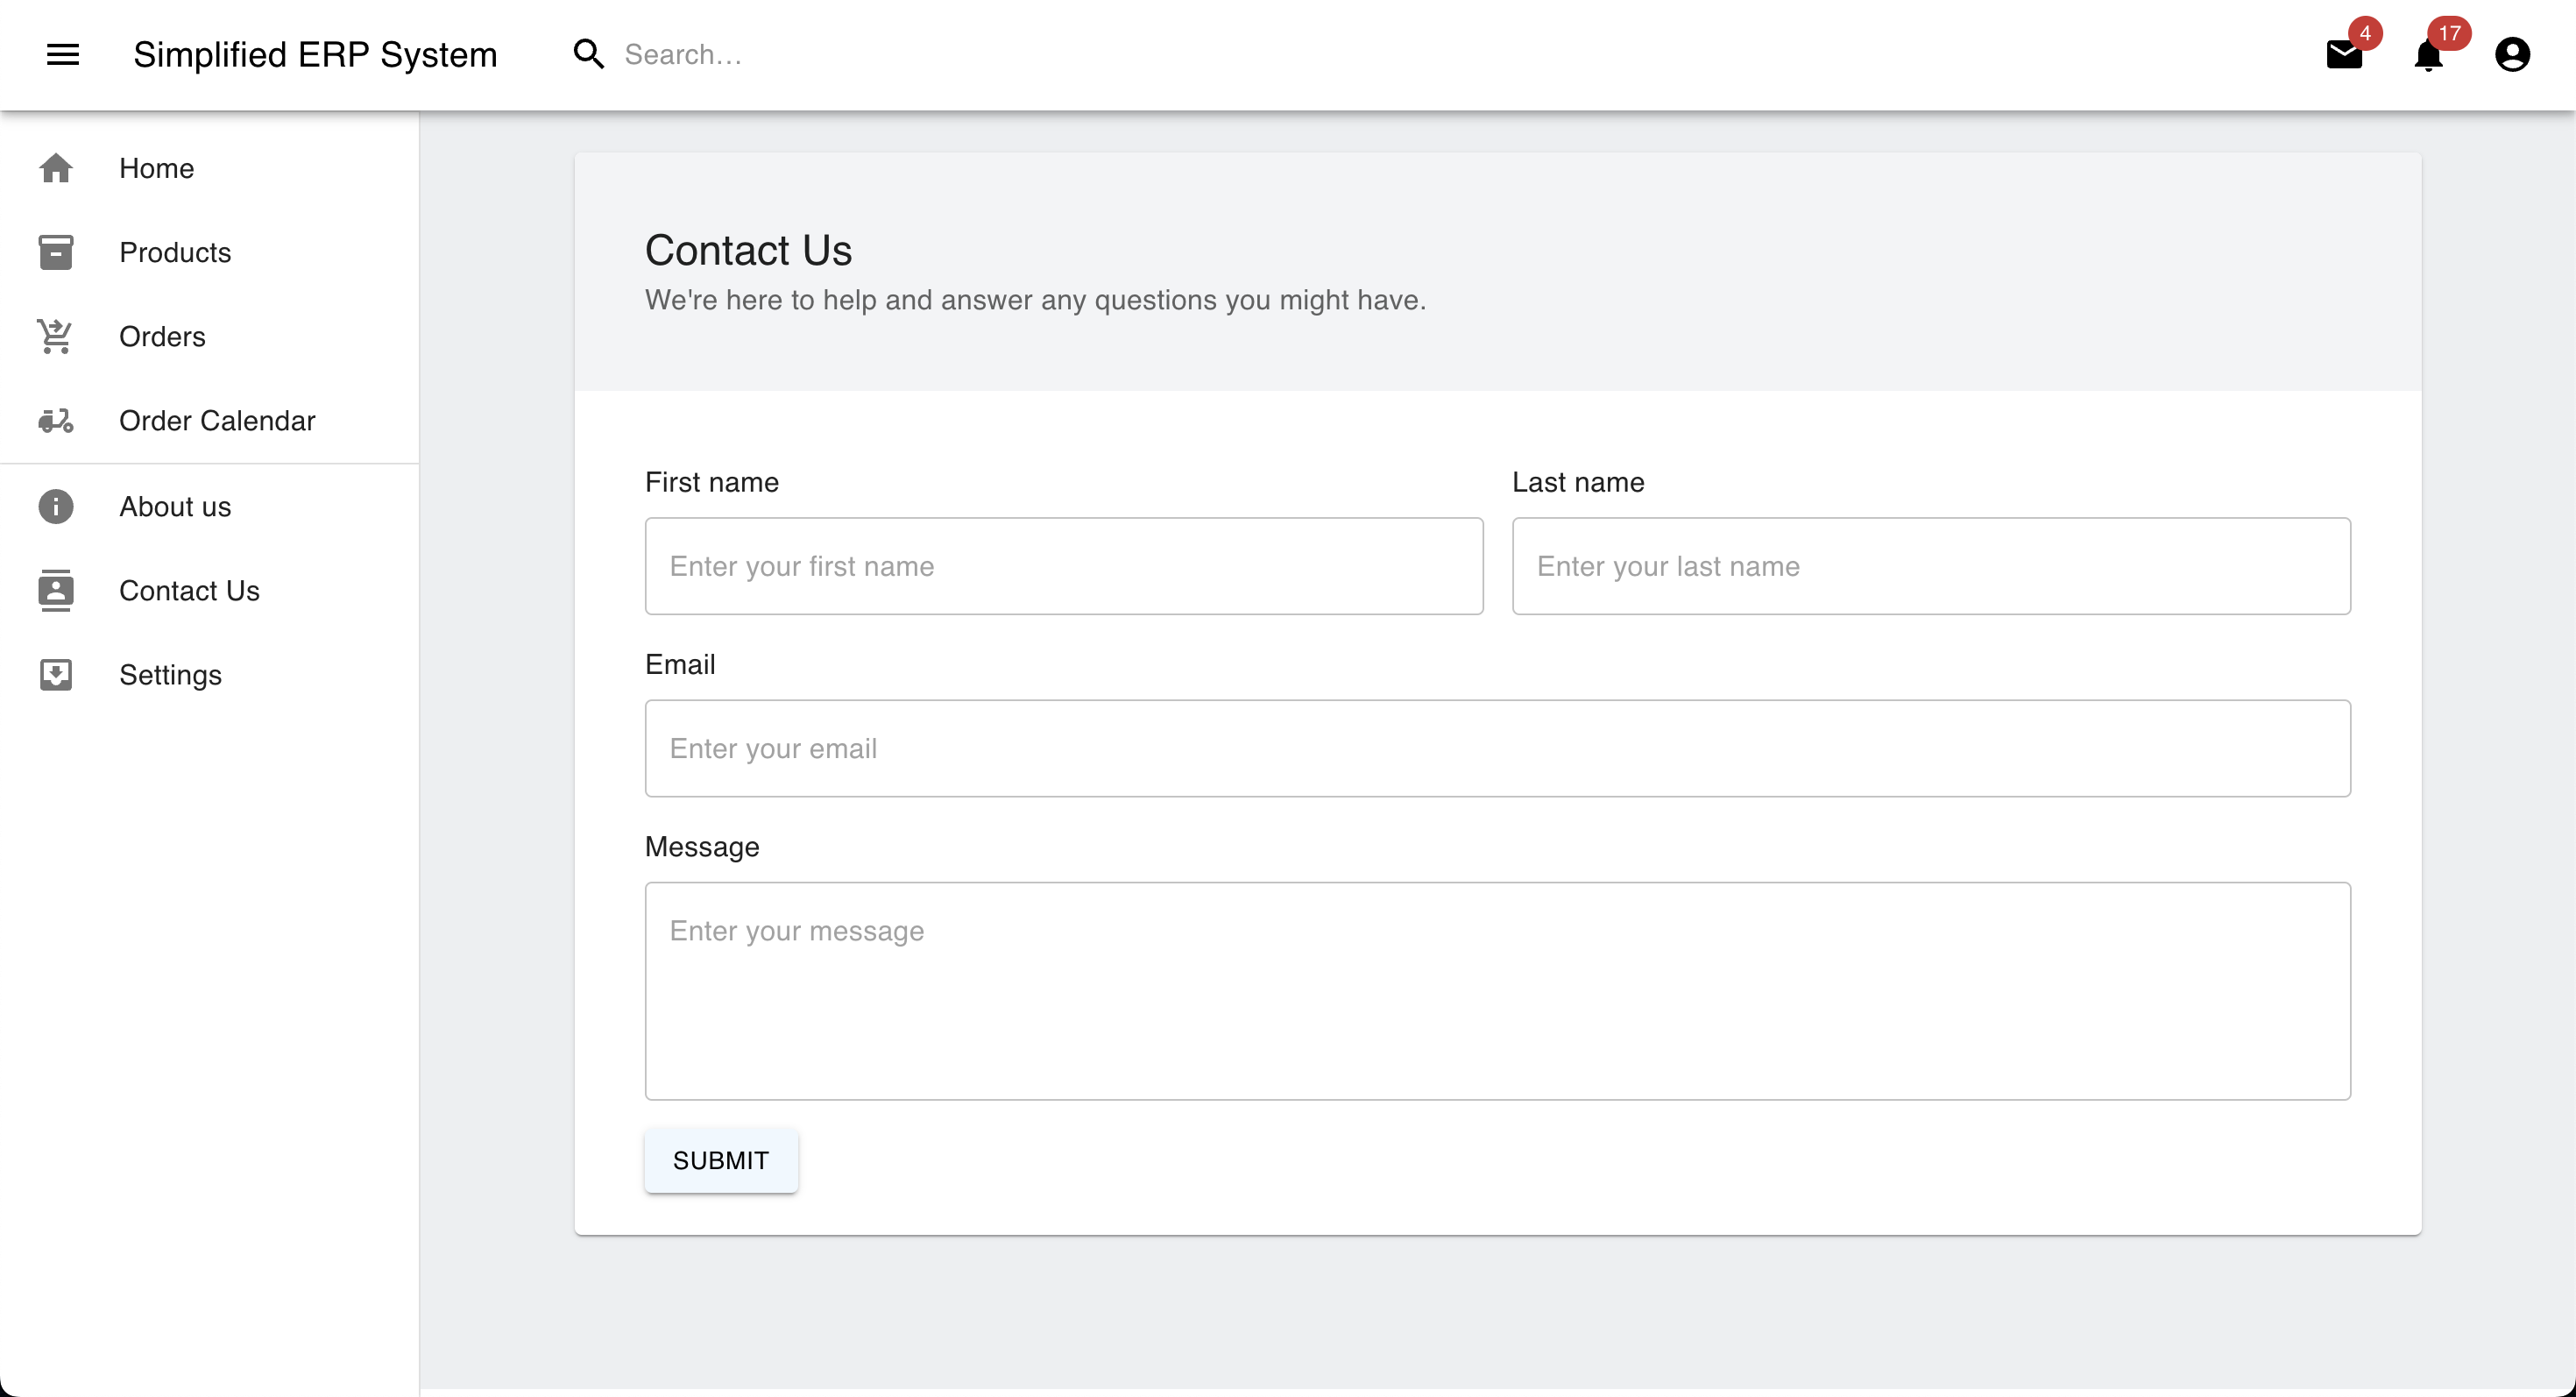 Simplified ERP System
Search...
4
17
Home
Products
Orders
Order Calendar
About us
Contact Us
Settings
Contact Us
We're here to help and answer any questions you might have.
First name
Last name
Enter your first name
Enter your last name
Email
Enter your email
Message
Enter your message
SUBMIT